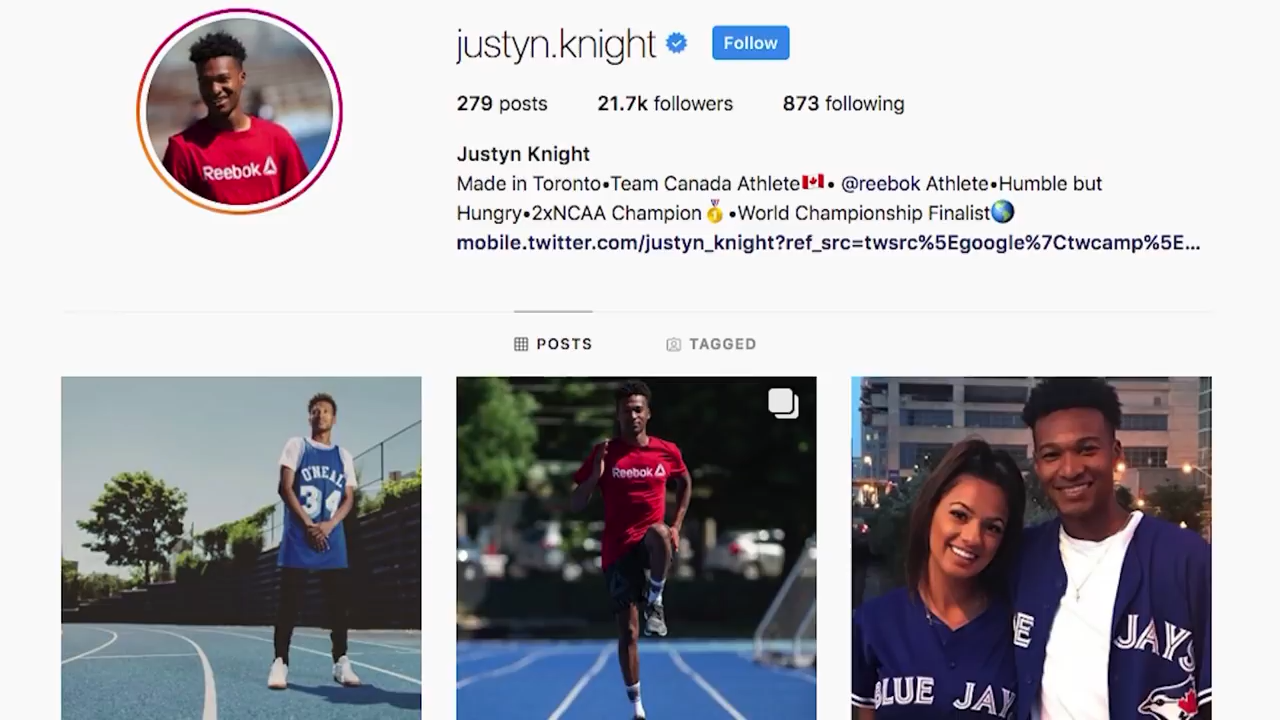 justyn.knight
Follow
279 posts
21.7k followers
873 following
Justyn Knight
Made in Toronto•Team Canada Athlete🇨🇦• @reebok Athlete•Humble but
Hungry•2xNCAA Champion🏅•World Championship Finalist🌎
mobile.twitter.com/justyn_knight?ref_src=twsrc%5Egoogle%7Ctwcamp%5E...
POSTS
TAGGED
Reebok
O'NEAL
34
Reebok
BLUE JAY
E
JAYS